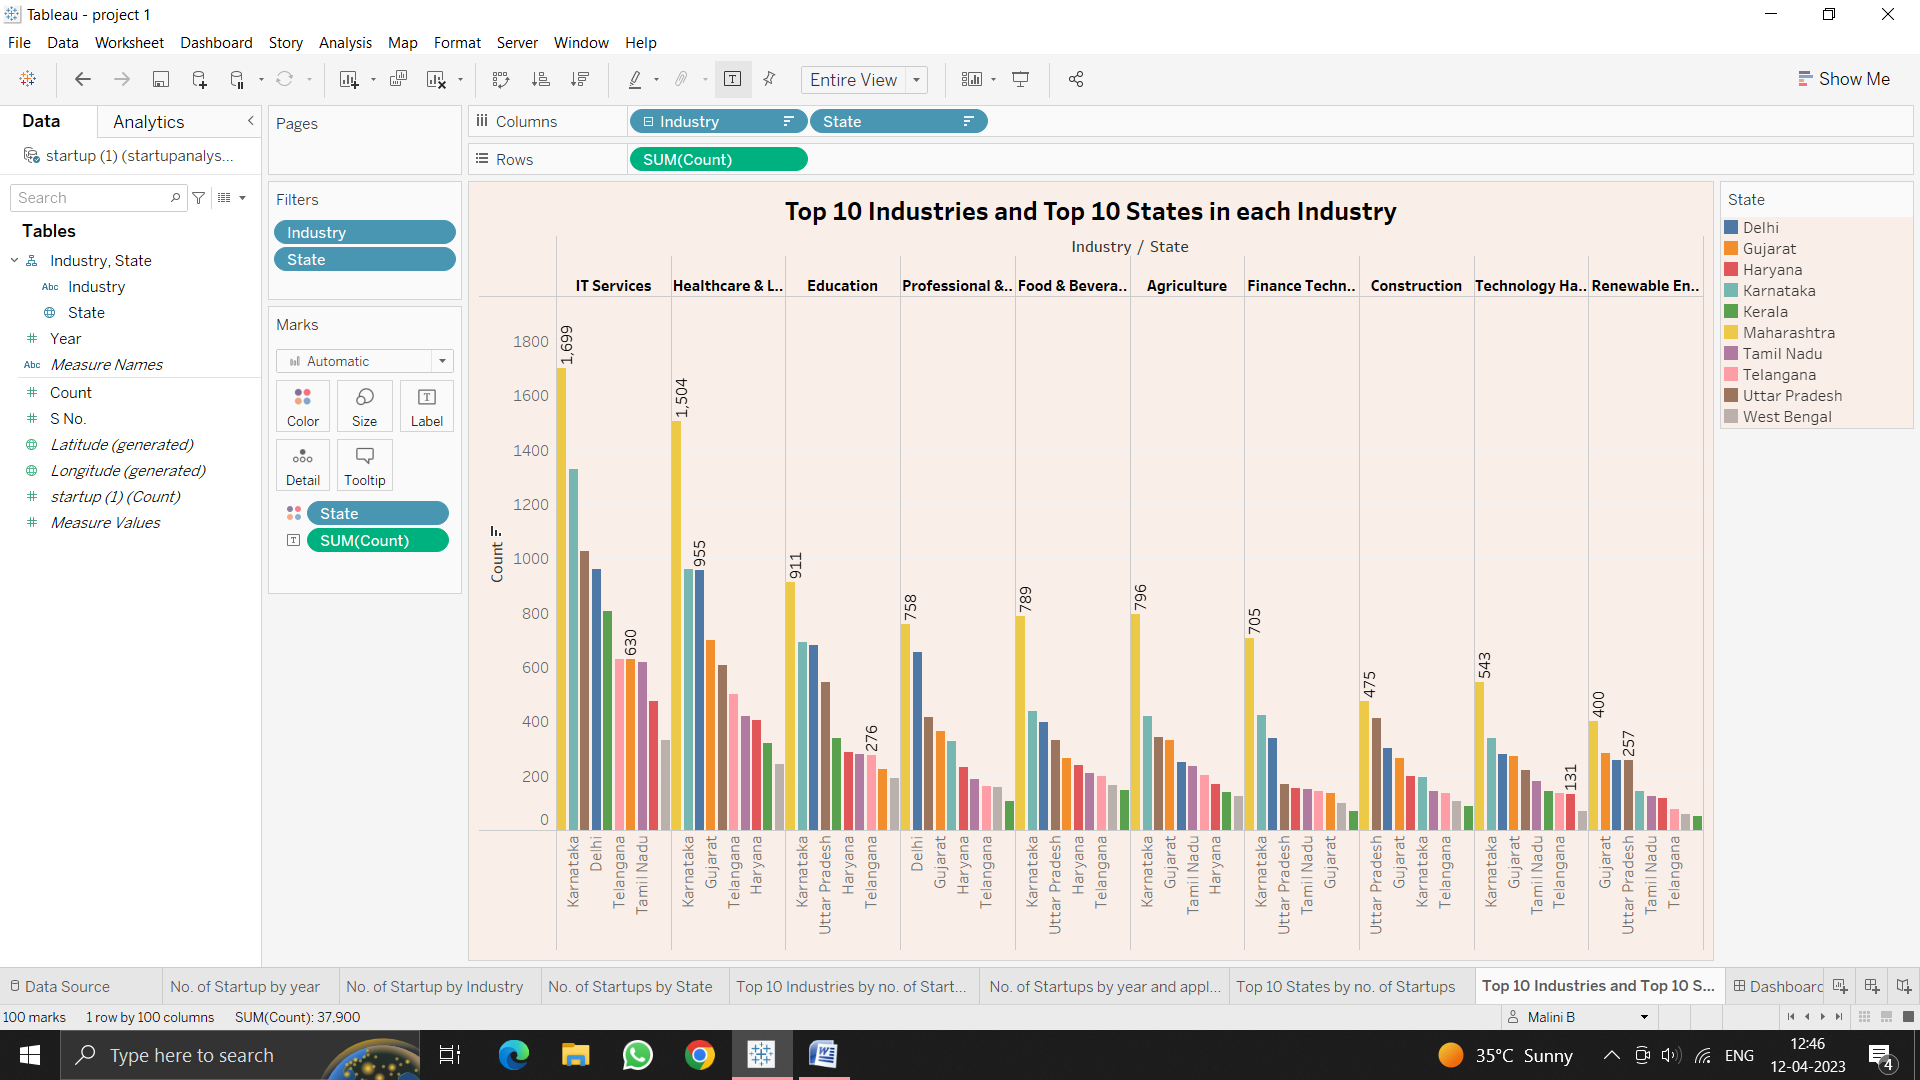 Tableau - project 1
File Data Worksheet Dashboard Story Analysis Map Format Server Window Help
Entire View
Show Me
Data Analytics
startup (1) (startupanalys...
Search
Tables
Industry, State
Abc Industry
State
Year
Abc Measure Names
Count
S No.
Latitude (generated)
Longitude (generated)
startup (1) (Count)
Measure Values
Pages
Filters
Industry
State
Marks
Automatic
Color Size Label
Detail Tooltip
State
SUM(Count)
Columns Industry State
Rows SUM(Count)
Top 10 Industries and Top 10 States in each Industry
Industry / State
IT Services Healthcare & L.. Education Professional &.. Food & Bevera.. Agriculture Finance Techn.. Construction Technology Ha.. Renewable En..
Count
1800
1600
1400
1200
1000
800
600
400
200
0
1,699 630 1,504 955 911 276 758 789 796 705 475 543 131 400 257
Karnataka Delhi Telangana Tamil Nadu
Karnataka Gujarat Telangana Haryana
Karnataka Uttar Pradesh Haryana Telangana
Delhi Gujarat Haryana Telangana
Karnataka Uttar Pradesh Haryana Telangana
Karnataka Gujarat Tamil Nadu Haryana
Karnataka Uttar Pradesh Tamil Nadu Gujarat
Uttar Pradesh Gujarat Karnataka Telangana
Karnataka Gujarat Tamil Nadu Telangana
Gujarat Uttar Pradesh Tamil Nadu Telangana
State
Delhi
Gujarat
Haryana
Karnataka
Kerala
Maharashtra
Tamil Nadu
Telangana
Uttar Pradesh
West Bengal
Data Source No. of Startup by year No. of Startup by Industry No. of Startups by State Top 10 Industries by no. of Start... No. of Startups by year and appl... Top 10 States by no. of Startups Top 10 Industries and Top 10 S... Dashboard
100 marks 1 row by 100 columns SUM(Count): 37,900 Malini B
Type here to search
35°C Sunny
ENG
12:46
12-04-2023
4